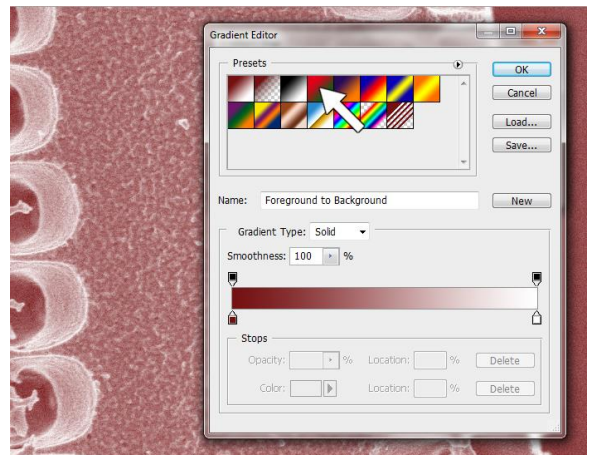 Gradient Editor
Presets
OK
Cancel
Load...
Save...
Name: Foreground to Background
New
Gradient Type: Solid
Smoothness: 100 %
Stops
Opacity: % Location: % Delete
Color: Location: % Delete